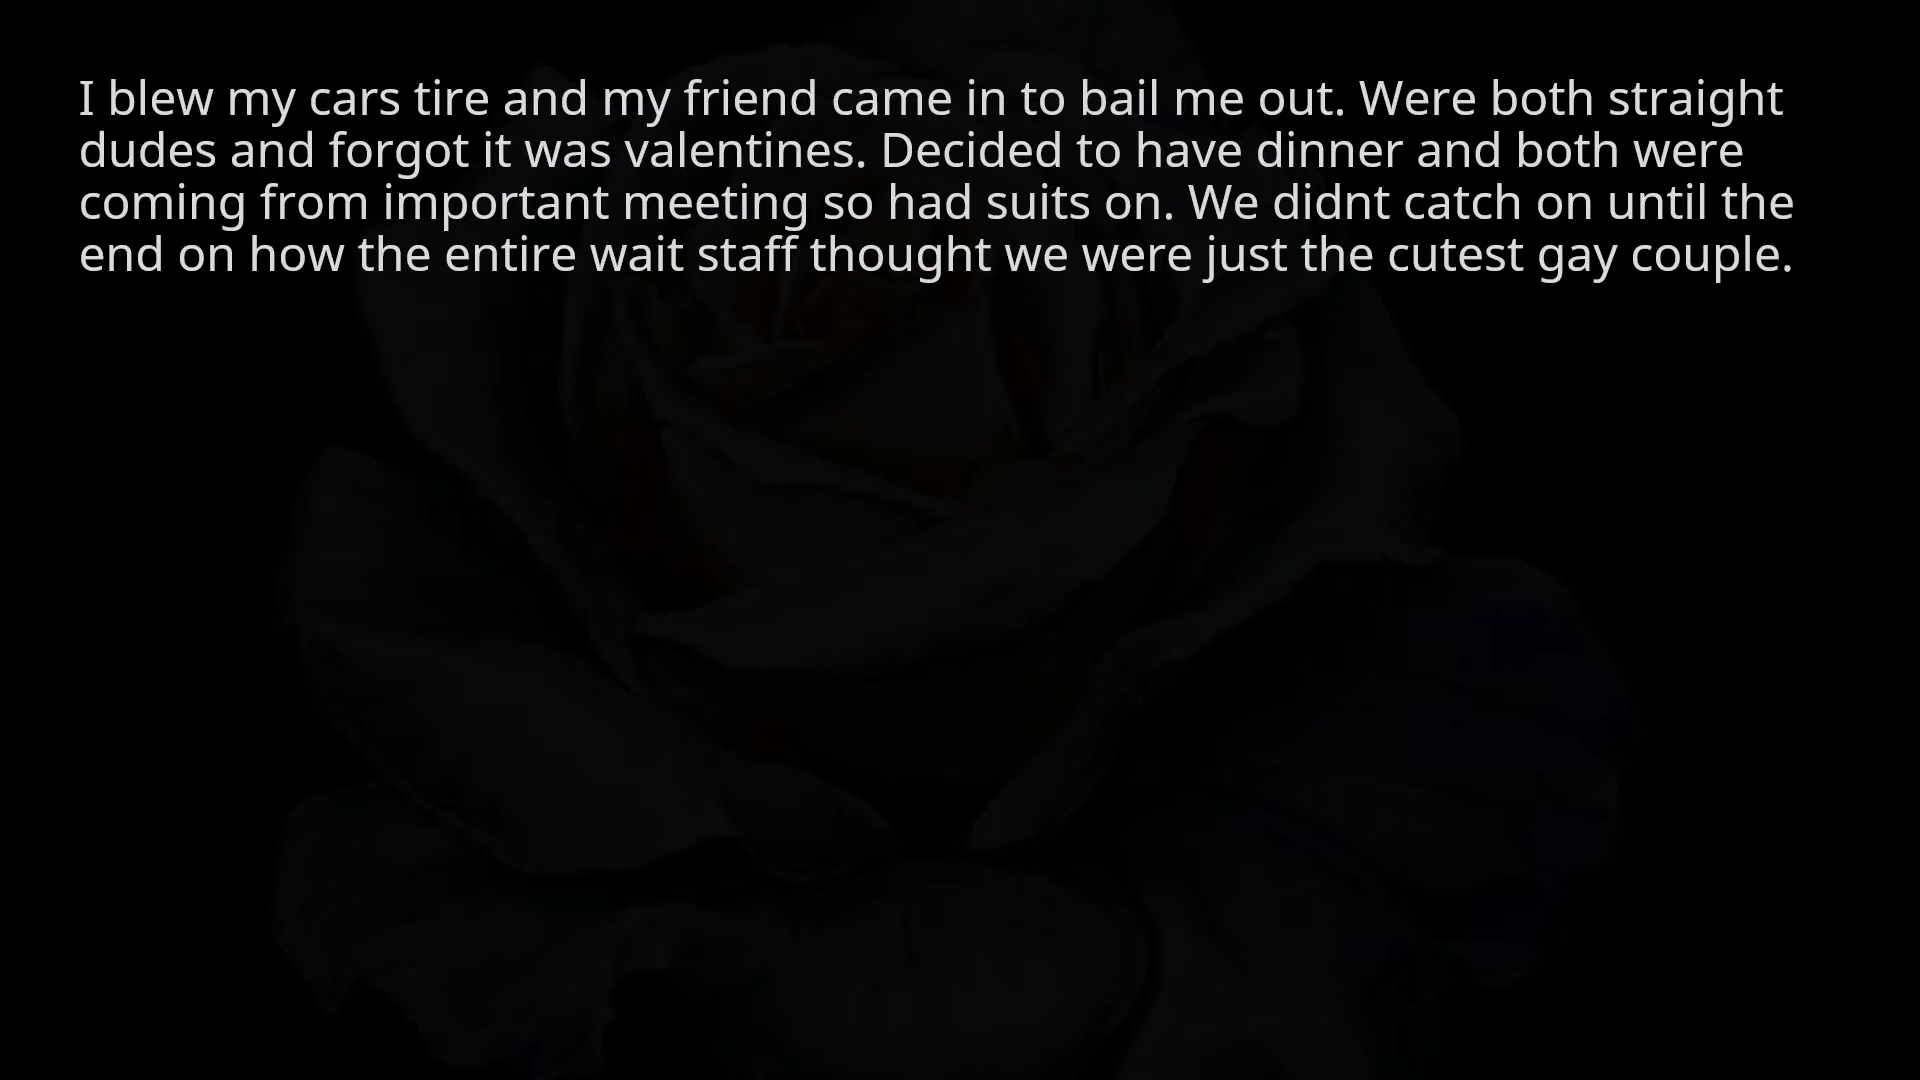 I blew my cars tire and my friend came in to bail me out. Were both straight
dudes and forgot it was valentines. Decided to have dinner and both were
coming from important meeting so had suits on. We didnt catch on until the
end on how the entire wait staff thought we were just the cutest gay couple.